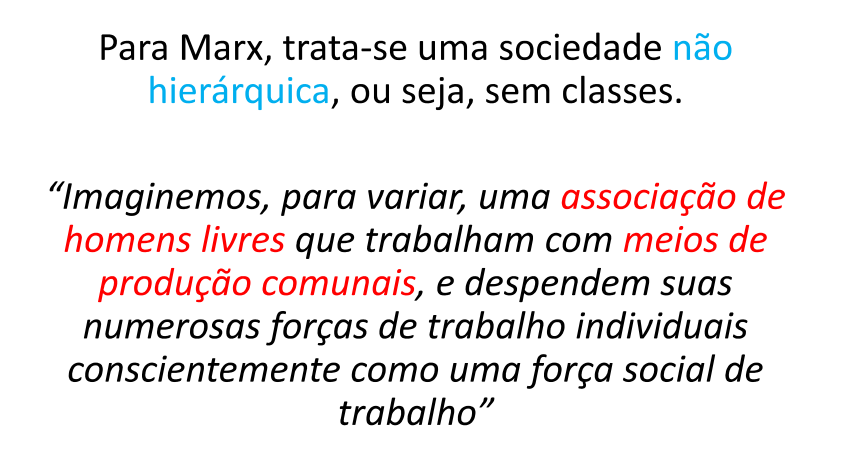 Para Marx, trata-se uma sociedade não
hierárquica, ou seja, sem classes.
“Imaginemos, para variar, uma associação de
homens livres que trabalham com meios de
produção comunais, e despendem suas
numerosas forças de trabalho individuais
conscientemente como uma força social de
trabalho”